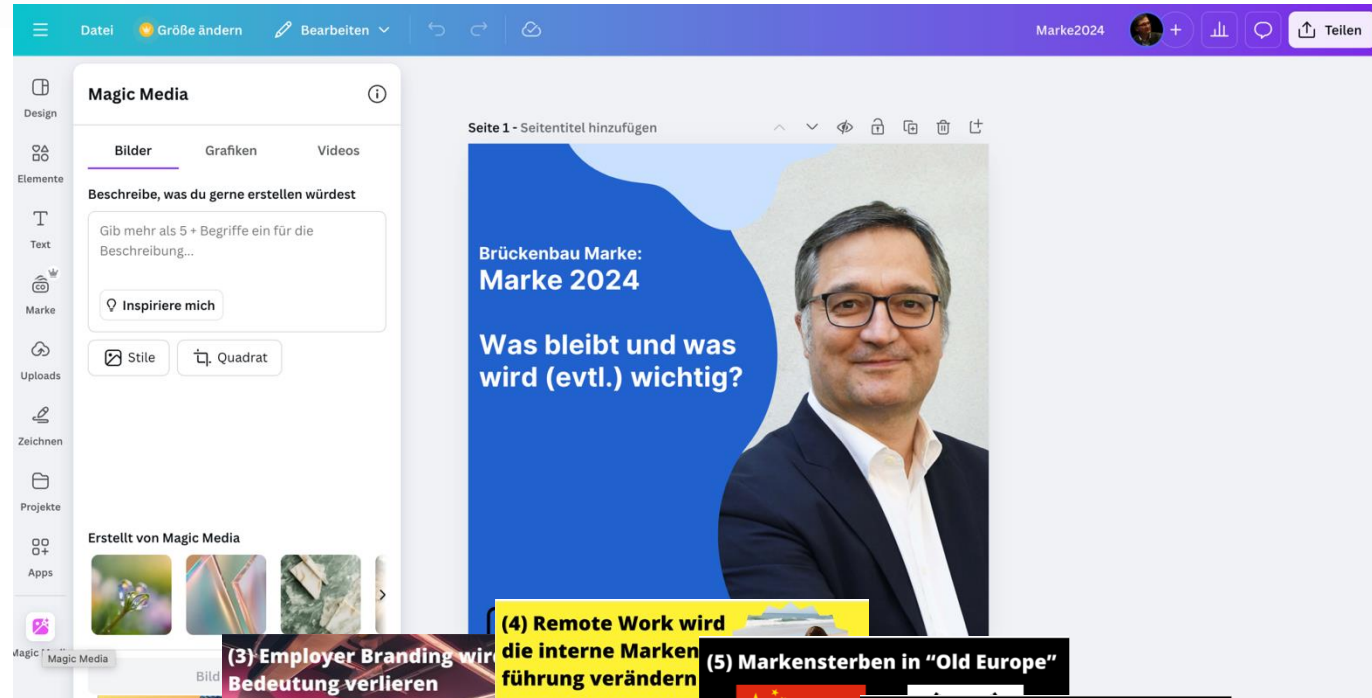 Datei
Größe ändern
Bearbeiten
Marke2024
+
Teilen
Design
Elemente
Text
CO
Marke
Uploads
Zeichnen
Projekte
Apps
Magic Media
Magic Media
Bilder
Grafiken
Videos
Beschreibe, was du gerne erstellen würdest
Gib mehr als 5 + Begriffe ein für die
Beschreibung...
Inspiriere mich
Stile
Quadrat
Erstellt von Magic Media
Bild
Seite 1 - Seitentitel hinzufügen
Brückenbau Marke:
Marke 2024
Was bleibt und was
wird (evtl.) wichtig?
(3) Employer Branding wir
Bedeutung verlieren
(4) Remote Work wird
die interne Marken
führung verändern
(5) Markensterben in “Old Europe”